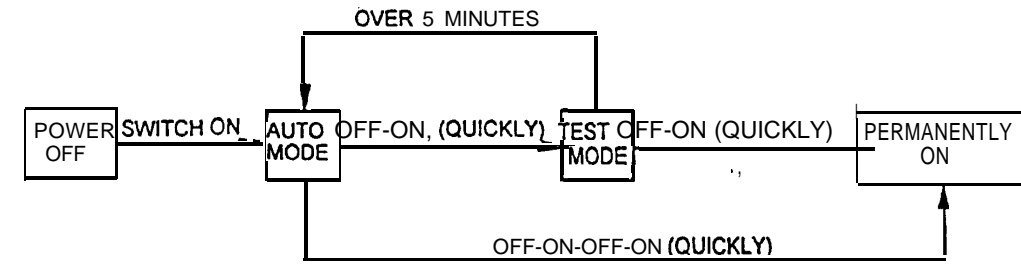 OVER 5 MINUTES
POWER OFF
SWITCH ON
AUTO MODE
OFF-ON, (QUICKLY)
TEST MODE
OFF-ON (QUICKLY)
PERMANENTLY ON
OFF-ON-OFF-ON (QUICKLY)